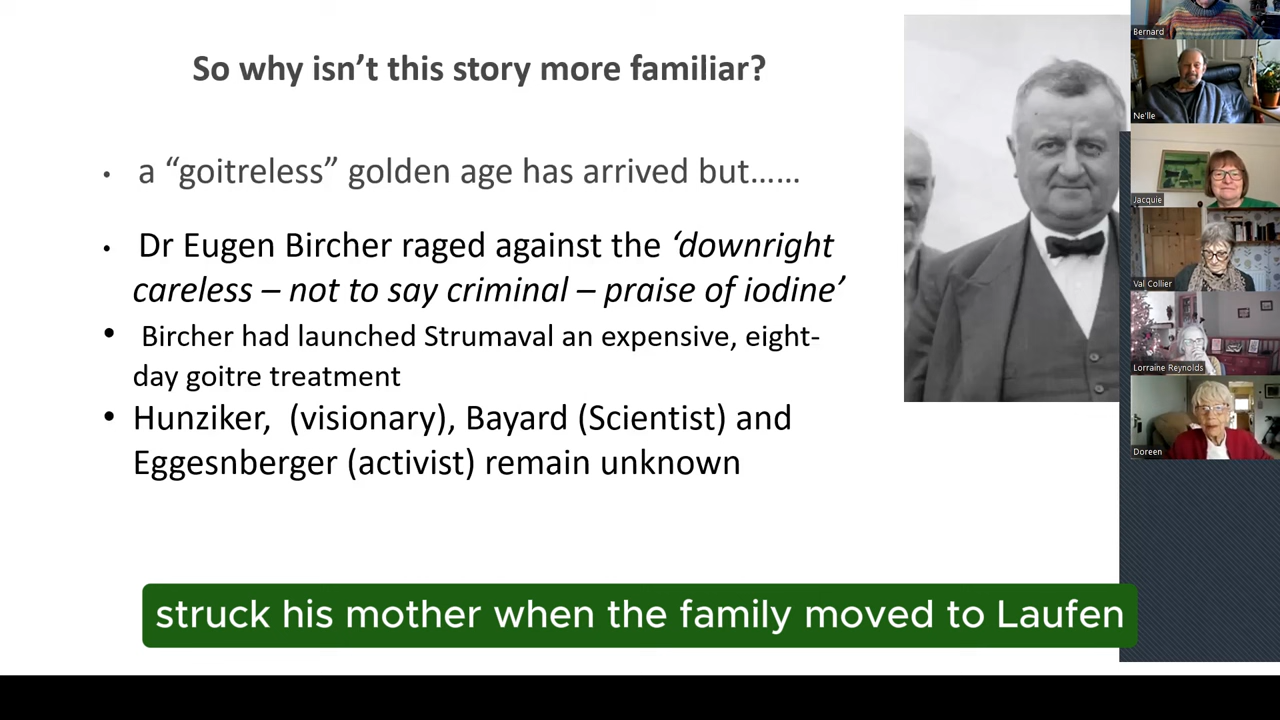 So why isn’t this story more familiar?
• a “goitreless” golden age has arrived but……
• Dr Eugen Bircher raged against the ‘downright
careless – not to say criminal – praise of iodine’
• Bircher had launched Strumaval an expensive, eight-
day goitre treatment
• Hunziker, (visionary), Bayard (Scientist) and
Eggesnberger (activist) remain unknown
struck his mother when the family moved to Laufen
Bernard
Ne'lle
Jacquie
Val Collier
Lorraine Reynolds
Doreen